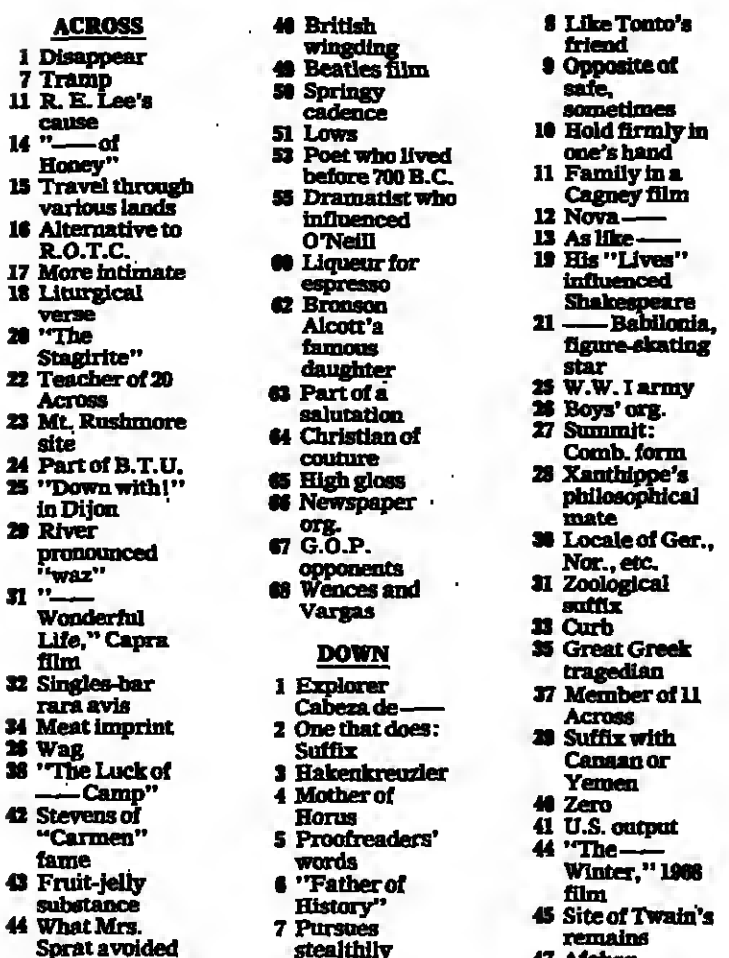 ACROSS
1 Disappear
7 Tramp
11 R. E. Lee's
cause
14 "—— of
Honey"
15 Travel through
various lands
16 Alternative to
R.O.T.C.
17 More intimate
18 Liturgical
verse
20 "The
Stagirite"
22 Teacher of 20
Across
23 Mt. Rushmore
site
24 Part of B.T.U.
25 "Down with!"
in Dijon
29 River
pronounced
"waz"
31 "——
Wonderful
Life," Capra
film
32 Singles-bar
rara avis
34 Meat imprint
36 Wag
38 "The Luck of
—— Camp"
42 Stevens of
"Carmen"
fame
43 Fruit-jelly
substance
44 What Mrs.
Sprat avoided
46 British
wingding
49 Beatles film
50 Springy
cadence
51 Lows
53 Poet who lived
before 700 B.C.
55 Dramatist who
influenced
O'Neill
60 Liqueur for
espresso
62 Bronson
Alcott'a
famous
daughter
63 Part of a
salutation
64 Christian of
couture
65 High gloss
66 Newspaper
org.
67 G.O.P.
opponents
68 Wences and
Vargas
DOWN
1 Explorer
Cabeza de ——
2 One that does:
Suffix
3 Hakenkreuzler
4 Mother of
Horus
5 Proofreaders'
words
6 "Father of
History"
7 Pursues
stealthily
8 Like Tonto's
friend
9 Opposite of
safe,
sometimes
10 Hold firmly in
one's hand
11 Family in a
Cagney film
12 Nova ——
13 As like ——
19 His "Lives"
influenced
Shakespeare
21 —— Babilonia,
figure-skating
star
25 W.W. I army
26 Boys' org.
27 Summit:
Comb. form
28 Xanthippe's
philosophical
mate
30 Locale of Ger.,
Nor., etc.
31 Zoological
suffix
33 Curb
35 Great Greek
tragedian
37 Member of 11
Across
39 Suffix with
Canaan or
Yemen
40 Zero
41 U.S. output
44 "The ——
Winter," 1968
film
45 Site of Twain's
remains
47 Afghan